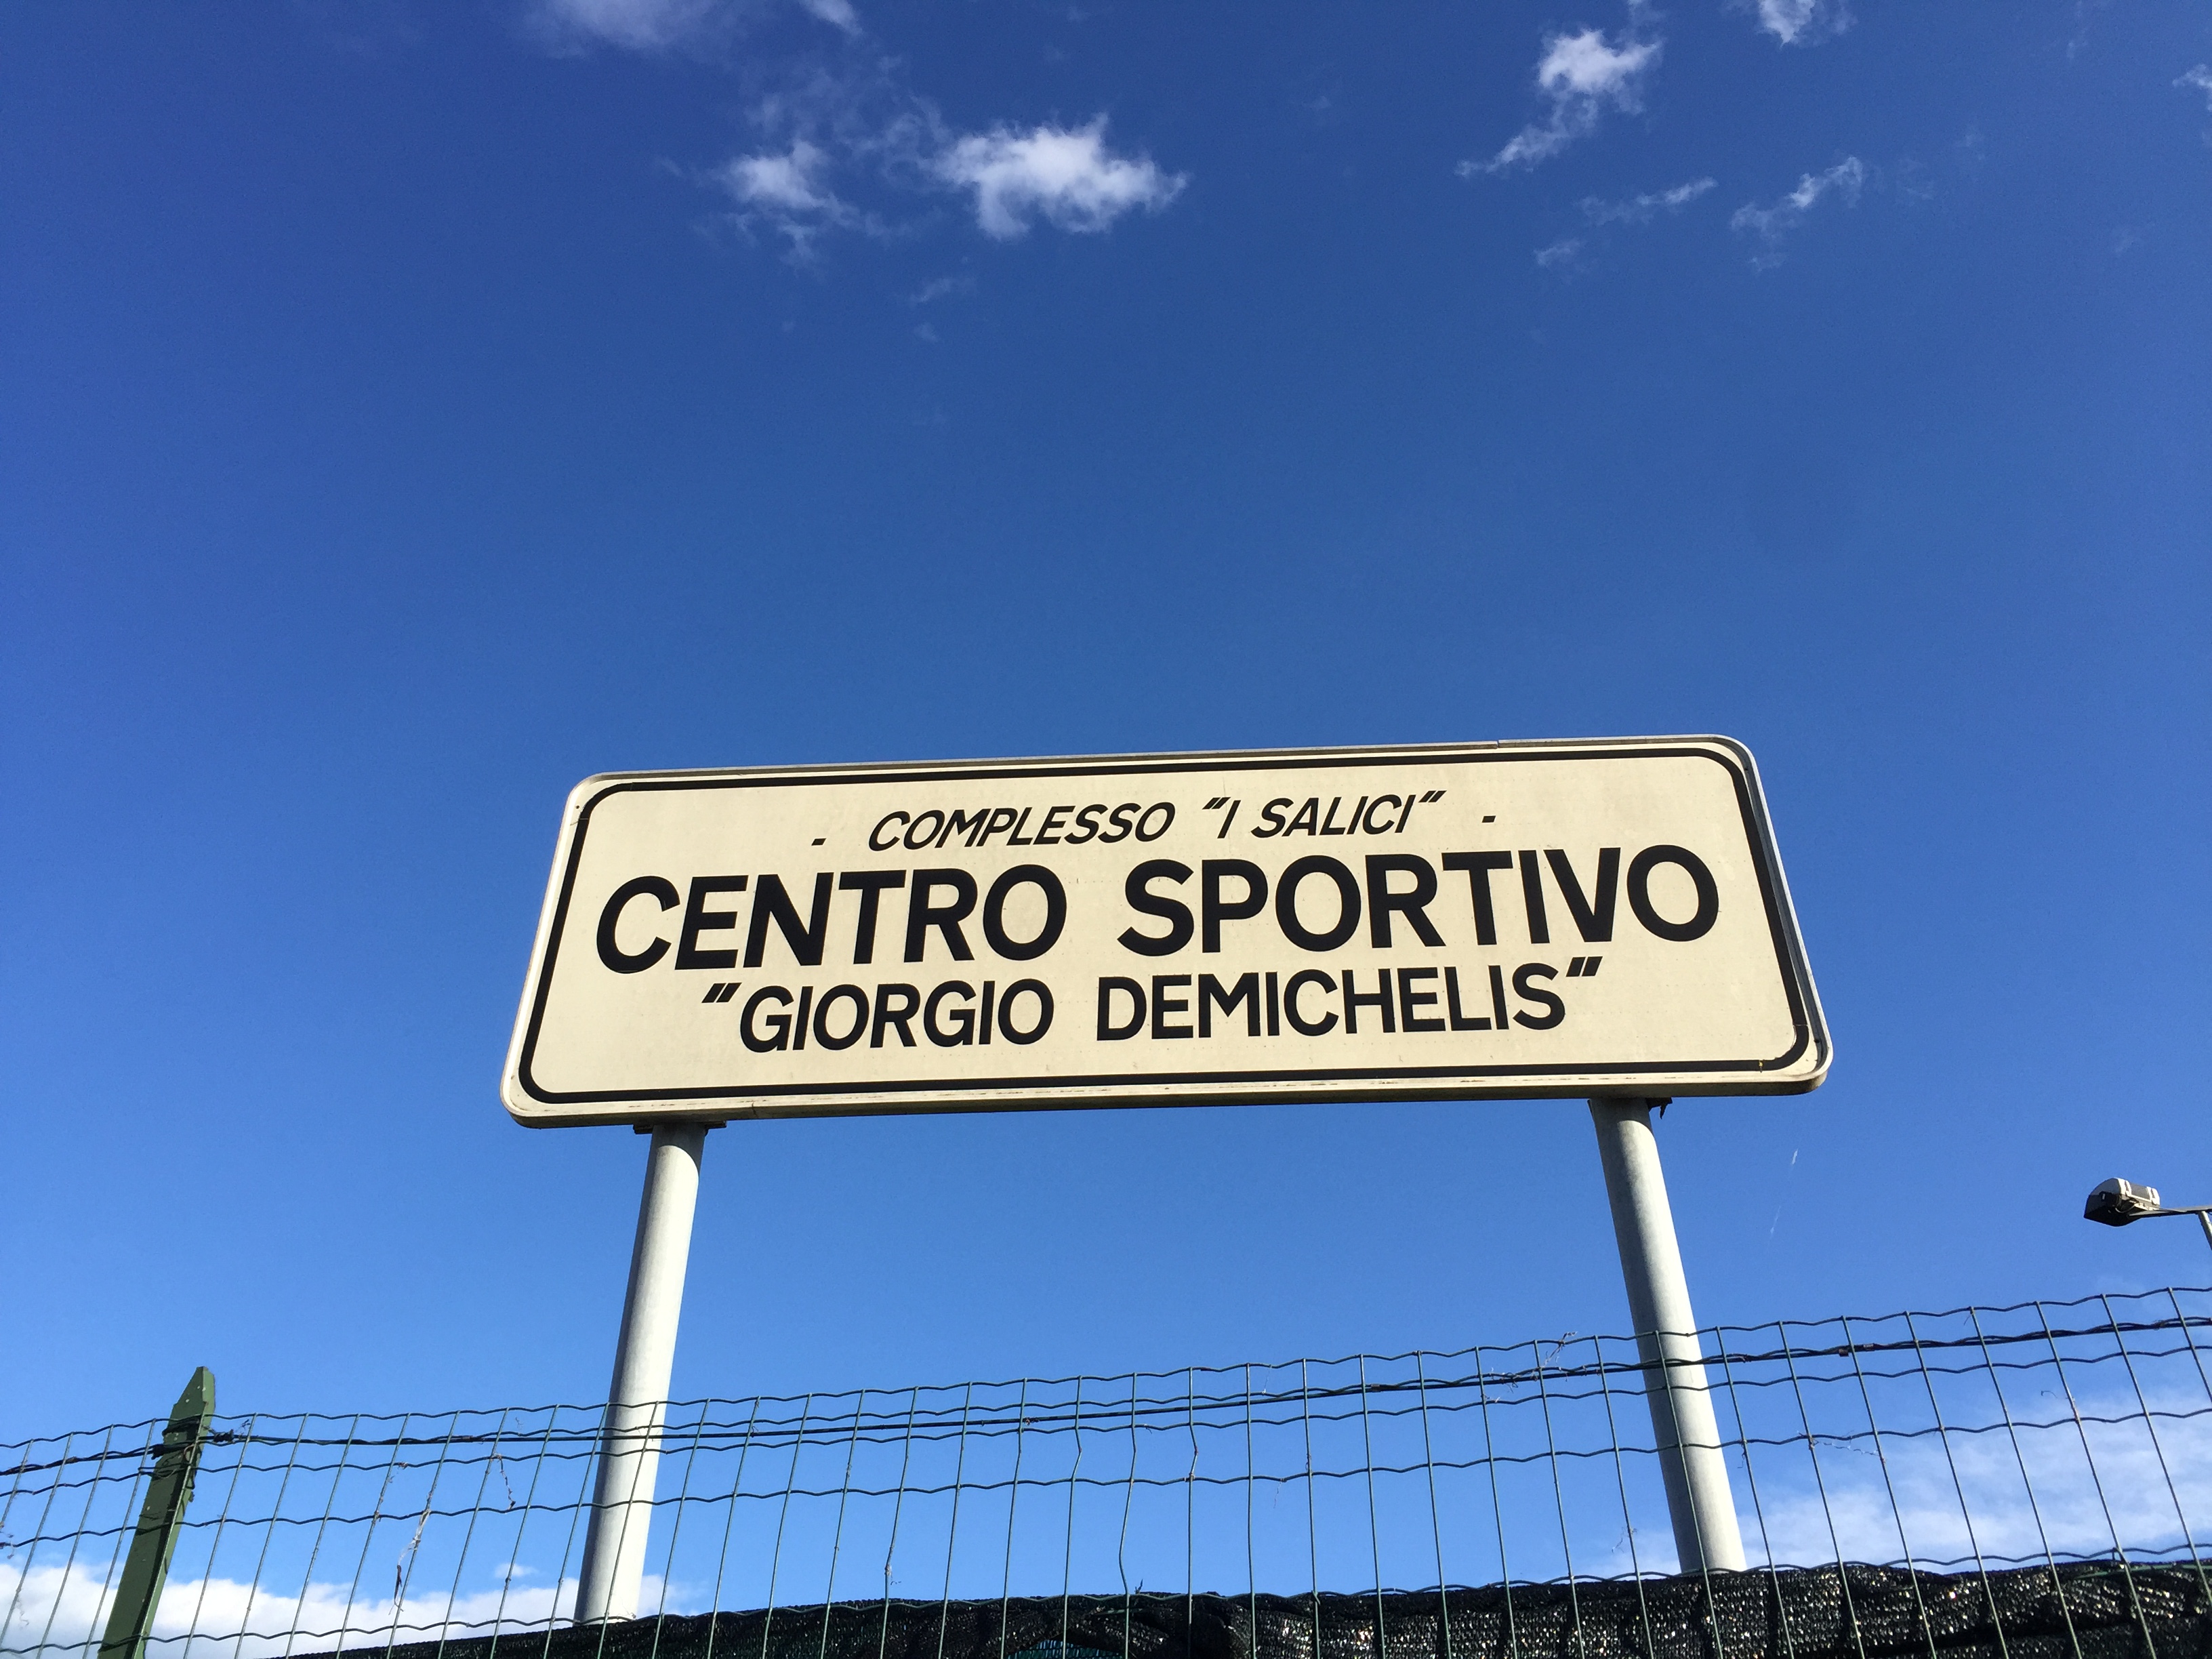 - COMPLESSO "I SALICI" -
CENTRO SPORTIVO
"GIORGIO DEMICHELIS"